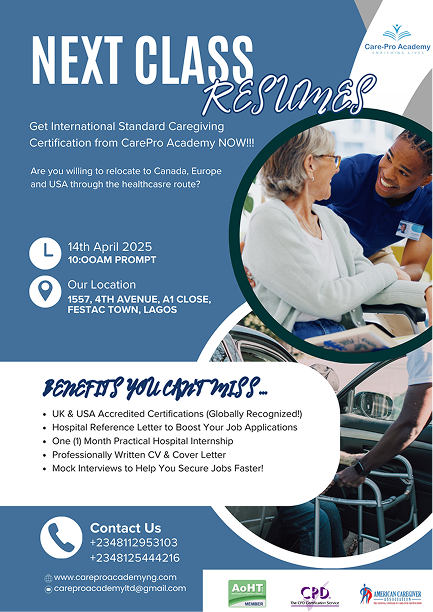 NEXT CLASS
RESUMES
Care-Pro Academy
ENRICHING LIVES
Get International Standard Caregiving
Certification from CarePro Academy NOW!!!
Are you willing to relocate to Canada, Europe
and USA through the healthcasre route?
14th April 2025
10:OOAM PROMPT
Our Location
1557, 4TH AVENUE, A1 CLOSE,
FESTAC TOWN, LAGOS
BENEFITS YOU CAN'T MISS...
UK & USA Accredited Certifications (Globally Recognized!)
Hospital Reference Letter to Boost Your Job Applications
One (1) Month Practical Hospital Internship
Professionally Written CV & Cover Letter
Mock Interviews to Help You Secure Jobs Faster!
Contact Us
+2348112953103
+2348125444216
www.careproacademyng.com
careproacademyltd@gmail.com
AoHT
MEMBER
CPD
The CPD Certification Service
AMERICAN CAREGIVER
ASSOCIATION